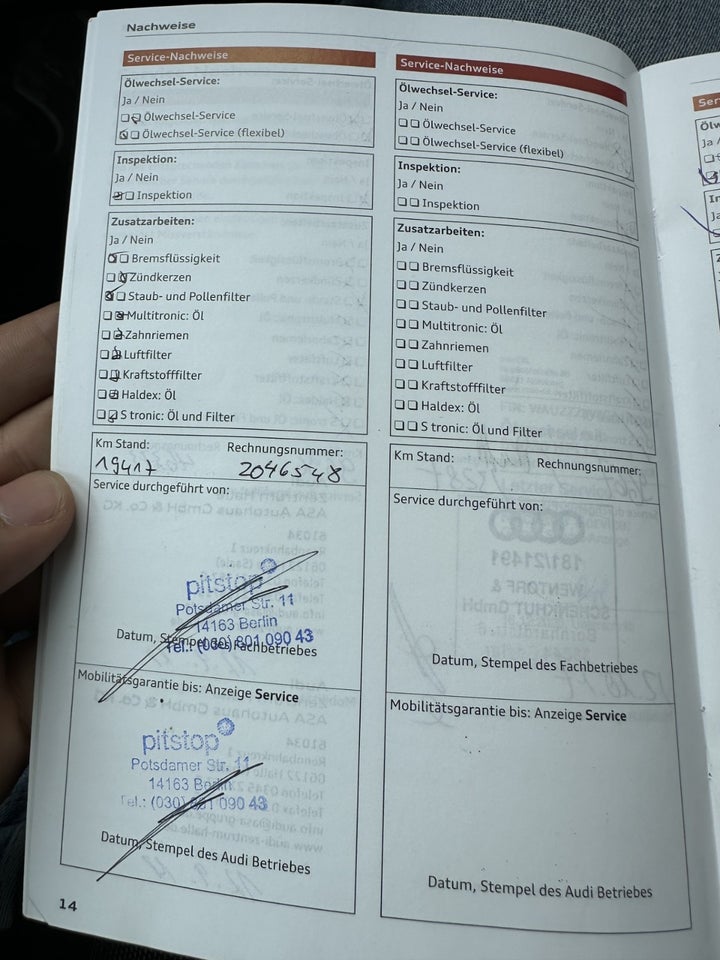 Nachweise
Service-Nachweise
Ölwechsel-Service:
Ja / Nein
Ölwechsel-Service
Ölwechsel-Service (flexibel)
Inspektion:
Ja / Nein
Inspektion
Zusatzarbeiten:
Ja / Nein
Bremsflüssigkeit
Zündkerzen
Staub- und Pollenfilter
Multitronic: Öl
Zahnriemen
Luftfilter
Kraftstofffilter
Haldex: Öl
S tronic: Öl und Filter
Km Stand: Rechnungsnummer:
19417 2046548
Service durchgeführt von:
pitstop
Potsdamer Str. 11
14163 Berlin
Tel.: (030) 801 090 43
Datum, Stempel des Fachbetriebes
Mobilitätsgarantie bis: Anzeige Service
pitstop
Potsdamer Str. 11
14163 Berlin
Tel.: (030) 801 090 43
Datum, Stempel des Audi Betriebes
14
Service-Nachweise
Ölwechsel-Service:
Ja / Nein
Ölwechsel-Service
Ölwechsel-Service (flexibel)
Inspektion:
Ja / Nein
Inspektion
Zusatzarbeiten:
Ja / Nein
Bremsflüssigkeit
Zündkerzen
Staub- und Pollenfilter
Multitronic: Öl
Zahnriemen
Luftfilter
Kraftstofffilter
Haldex: Öl
S tronic: Öl und Filter
Km Stand: Rechnungsnummer:
Service durchgeführt von:
Datum, Stempel des Fachbetriebes
Mobilitätsgarantie bis: Anzeige Service
Datum, Stempel des Audi Betriebes